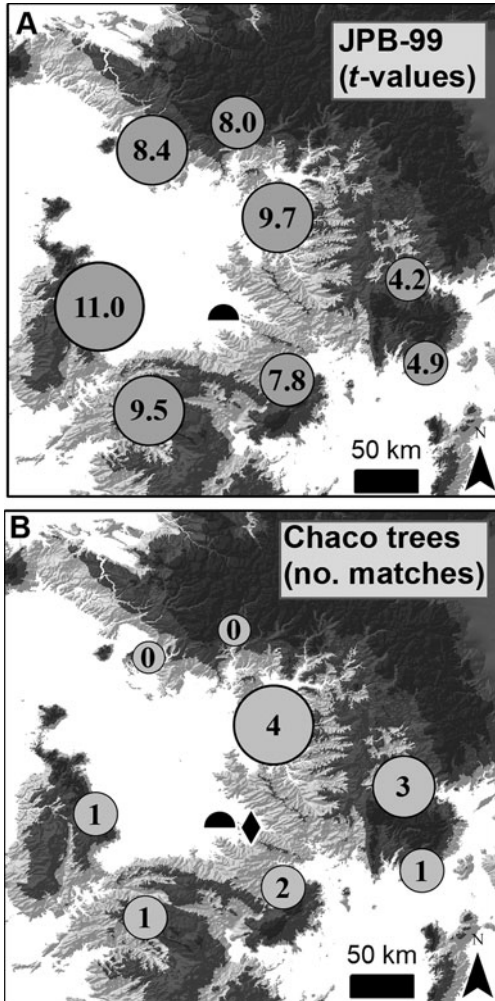 A
JPB-99
(t-values)
8.0
8.4
9.7
4.2
11.0
4.9
7.8
9.5
50 km
N
B
Chaco trees
(no. matches)
0
0
4
3
1
1
2
1
50 km
N